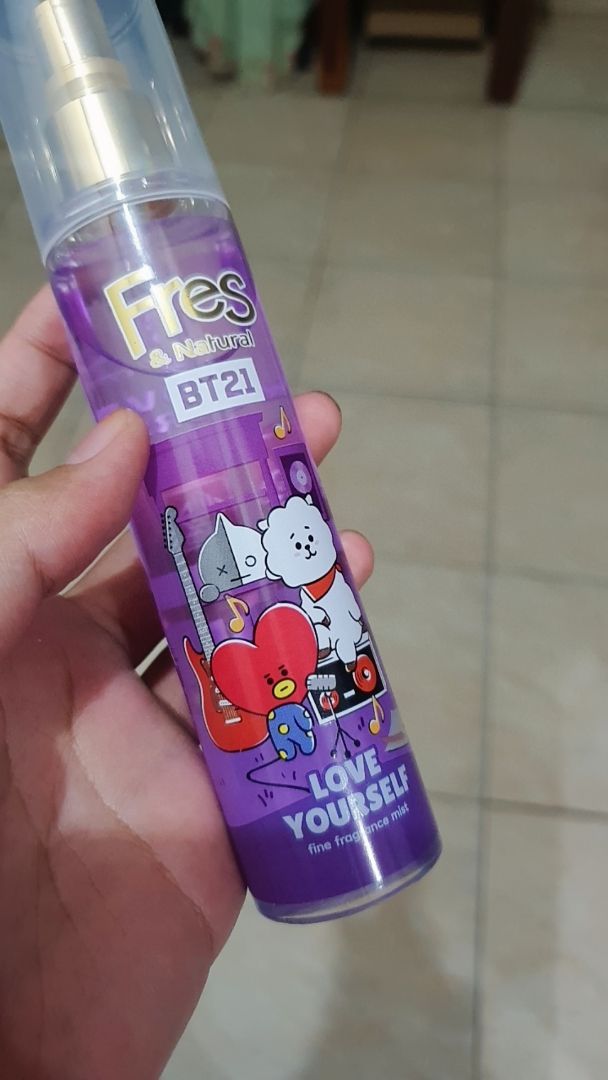 Fres
& Natural
BT21
LOVE
YOURSELF
fine fragrance mist